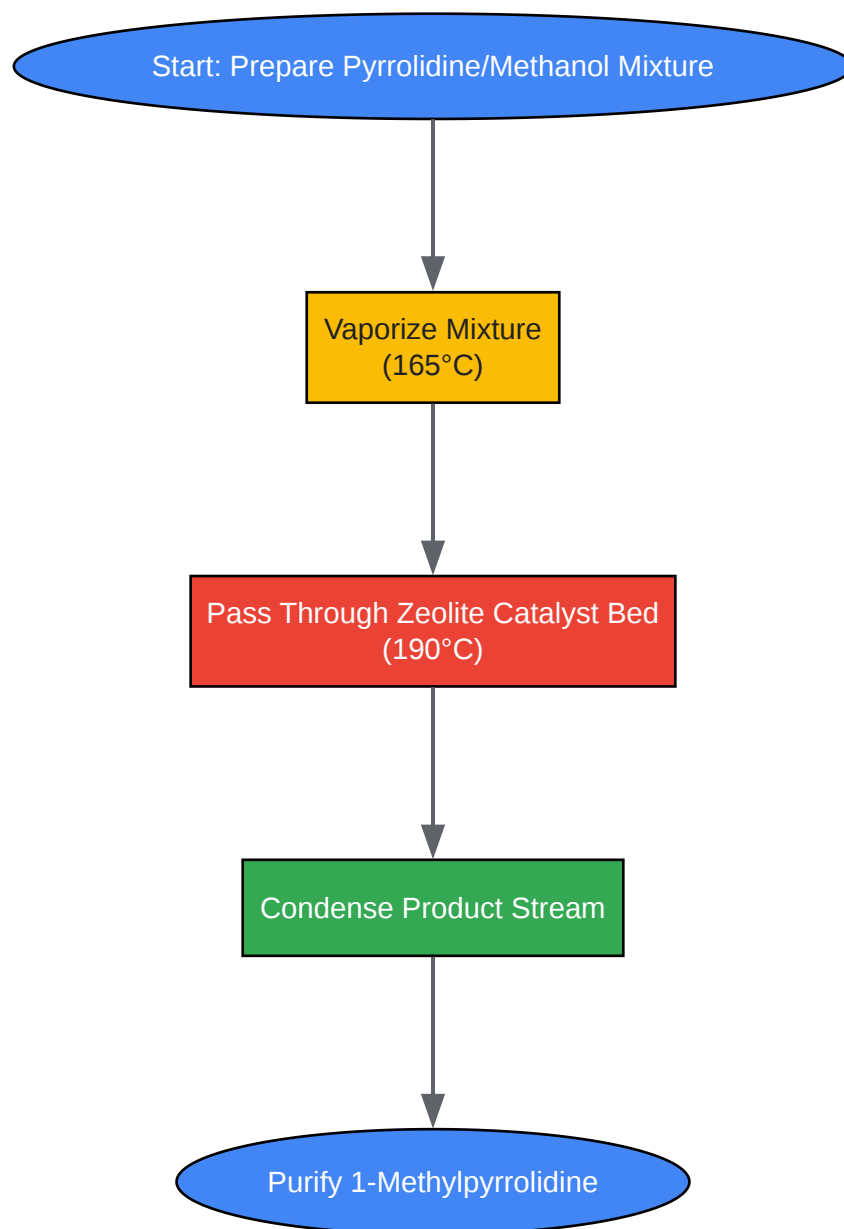 Start: Prepare Pyrrolidine/Methanol Mixture
Vaporize Mixture
(165°C)
Pass Through Zeolite Catalyst Bed
(190°C)
Condense Product Stream
Purify 1-Methylpyrrolidine